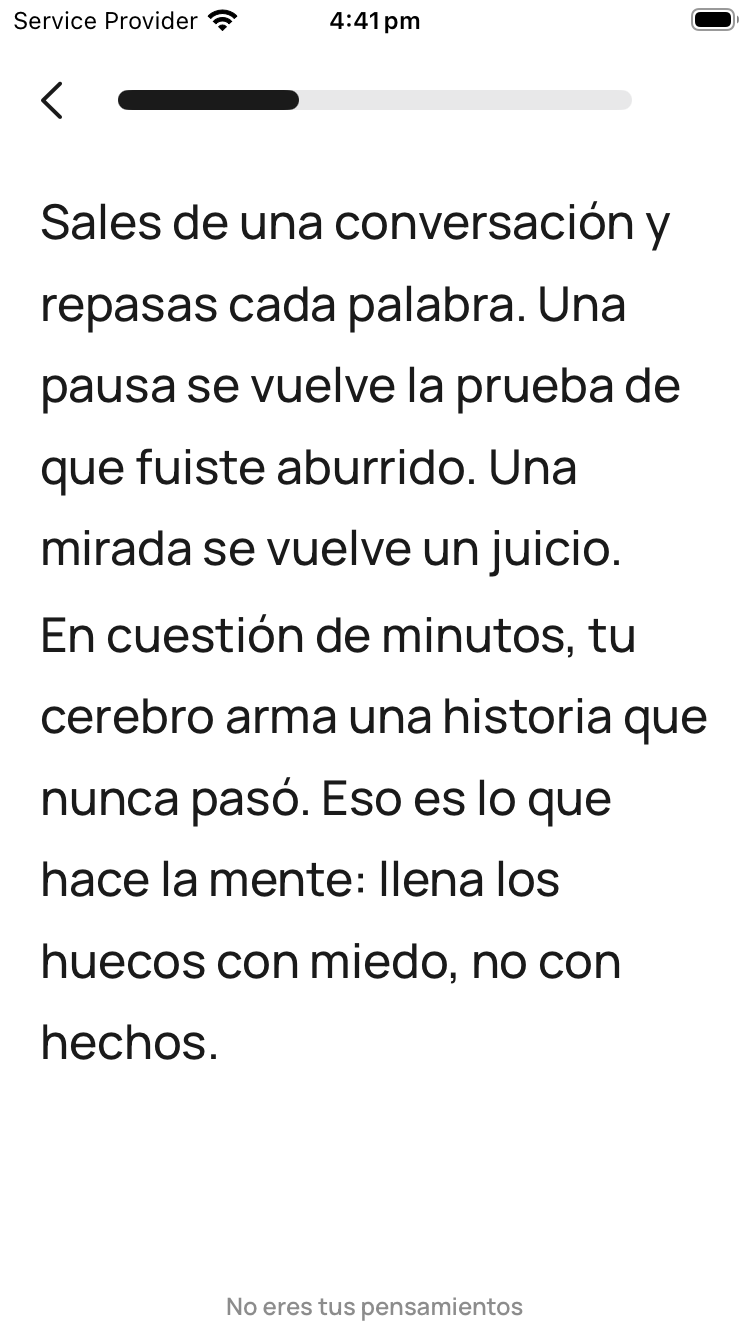 Service Provider 4:41 pm
Sales de una conversación y
repasas cada palabra. Una
pausa se vuelve la prueba de
que fuiste aburrido. Una
mirada se vuelve un juicio.
En cuestión de minutos, tu
cerebro arma una historia que
nunca pasó. Eso es lo que
hace la mente: llena los
huecos con miedo, no con
hechos.
No eres tus pensamientos